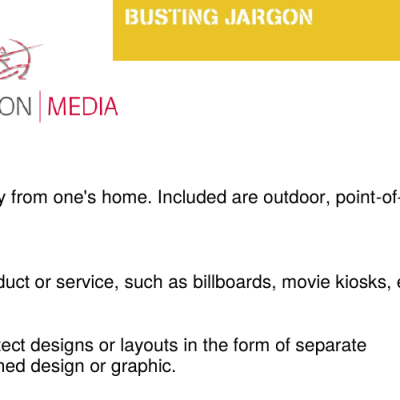 BUSTING JARGON
ON | MEDIA
y from one's home. Included are outdoor, point-of-
duct or service, such as billboards, movie kiosks, e
ect designs or layouts in the form of separate
ned design or graphic.